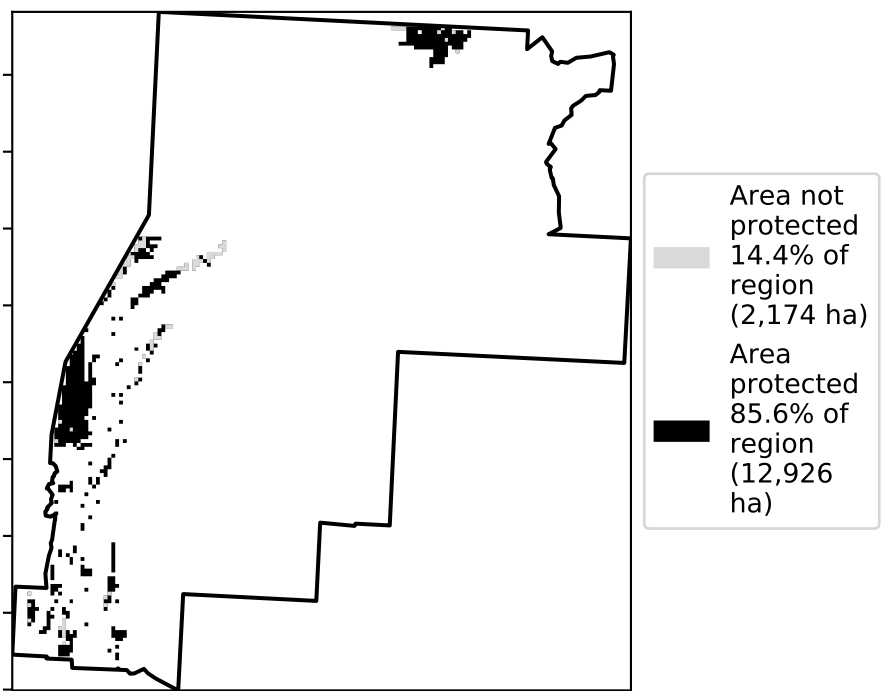 Area not
protected
14.4% of
region
(2,174 ha)
Area
protected
85.6% of
region
(12,926
ha)